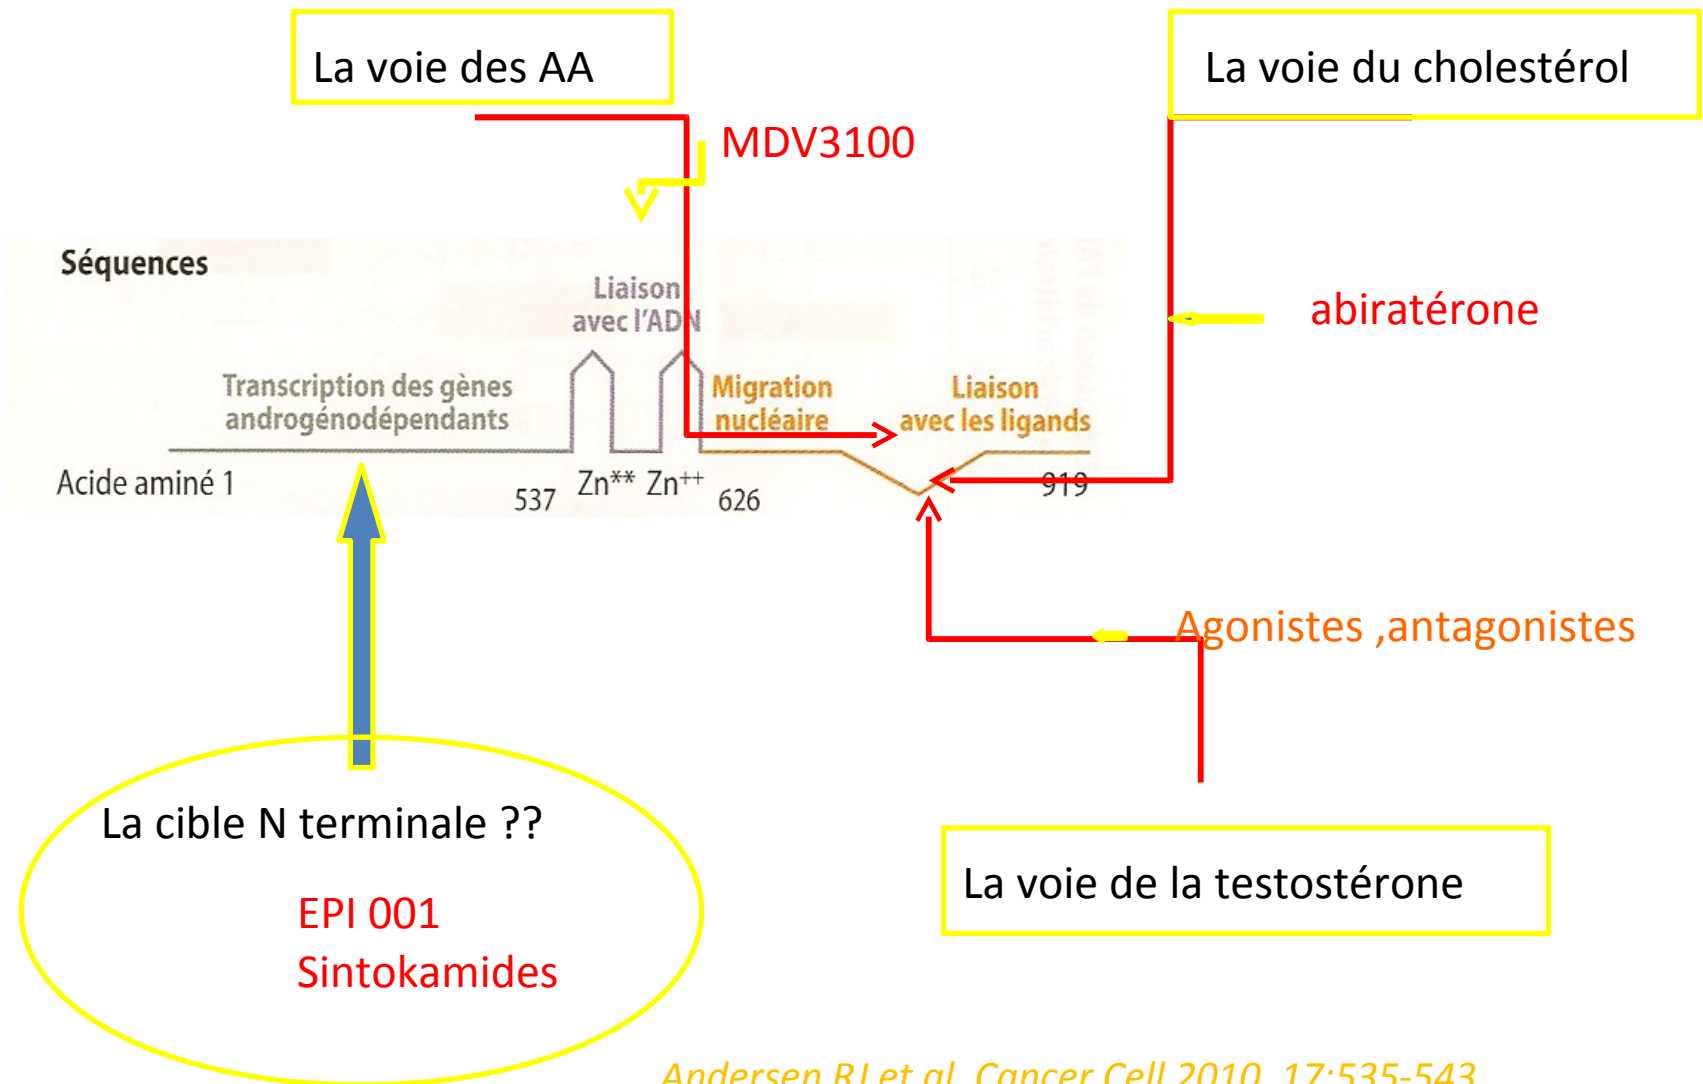 La voie des AA
La voie du cholestérol
MDV3100
Séquences
Liaison
avec l'ADN
abiratérone
Transcription des gènes
androgénodépendants
Migration
nucléaire
Liaison
avec les ligands
Acide aminé 1
537
Zn** Zn++
626
919
Agonistes ,antagonistes
La cible N terminale ??
La voie de la testostérone
EPI 001
Sintokamides
Andersen RJ et al. Cancer Cell 2010, 17:535-543